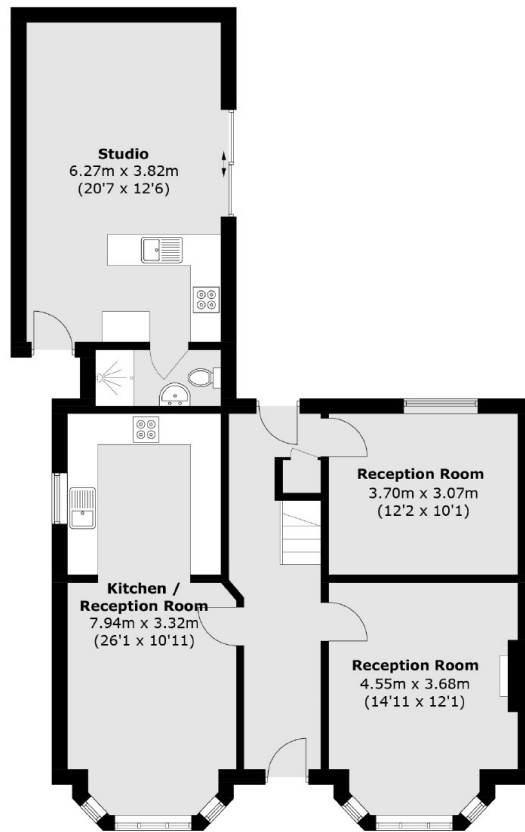 Studio
6.27m x 3.82m
(20'7 x 12'6)
Reception Room
3.70m x 3.07m
(12'2 x 10'1)
Kitchen /
Reception Room
7.94m x 3.32m
(26'1 x 10'11)
Reception Room
4.55m x 3.68m
(14'11 x 12'1)